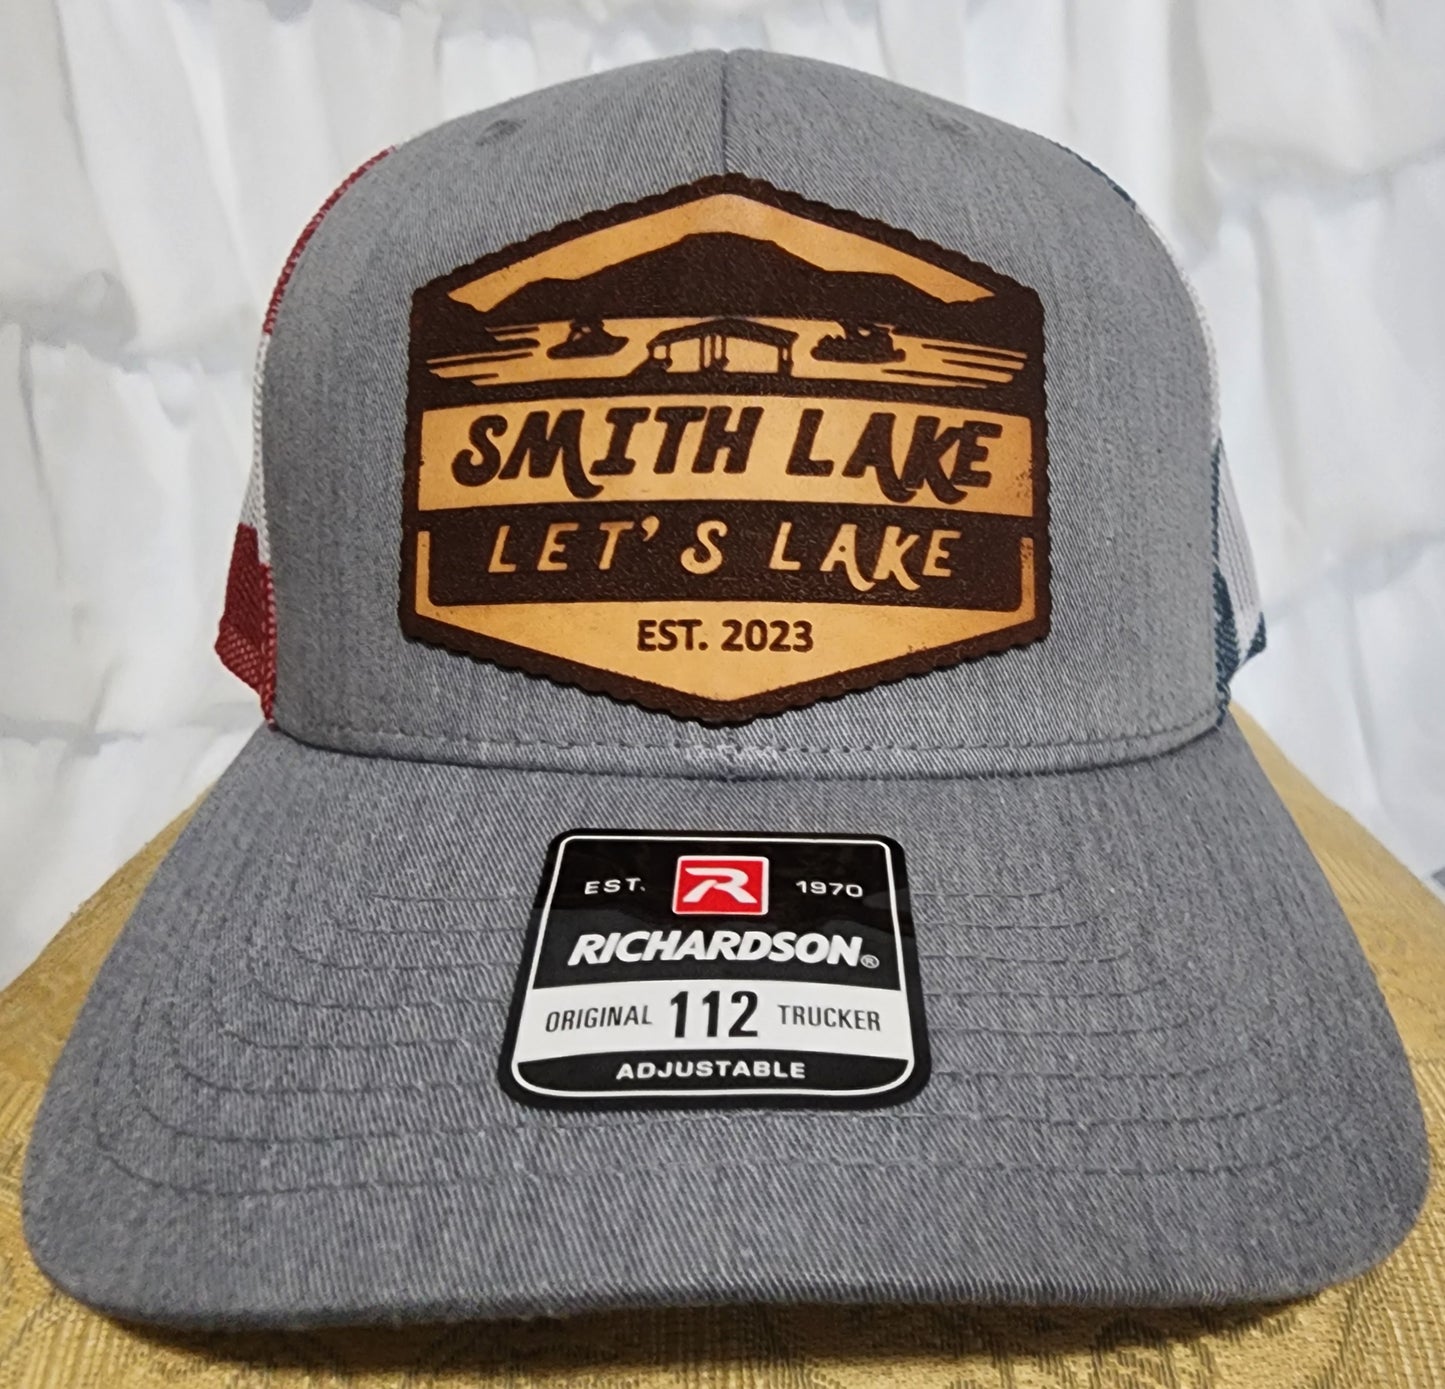 SMITH LAKE
LET'S LAKE
EST. 2023
EST. R 1970
RICHARDSON®
ORIGINAL 112 TRUCKER
ADJUSTABLE